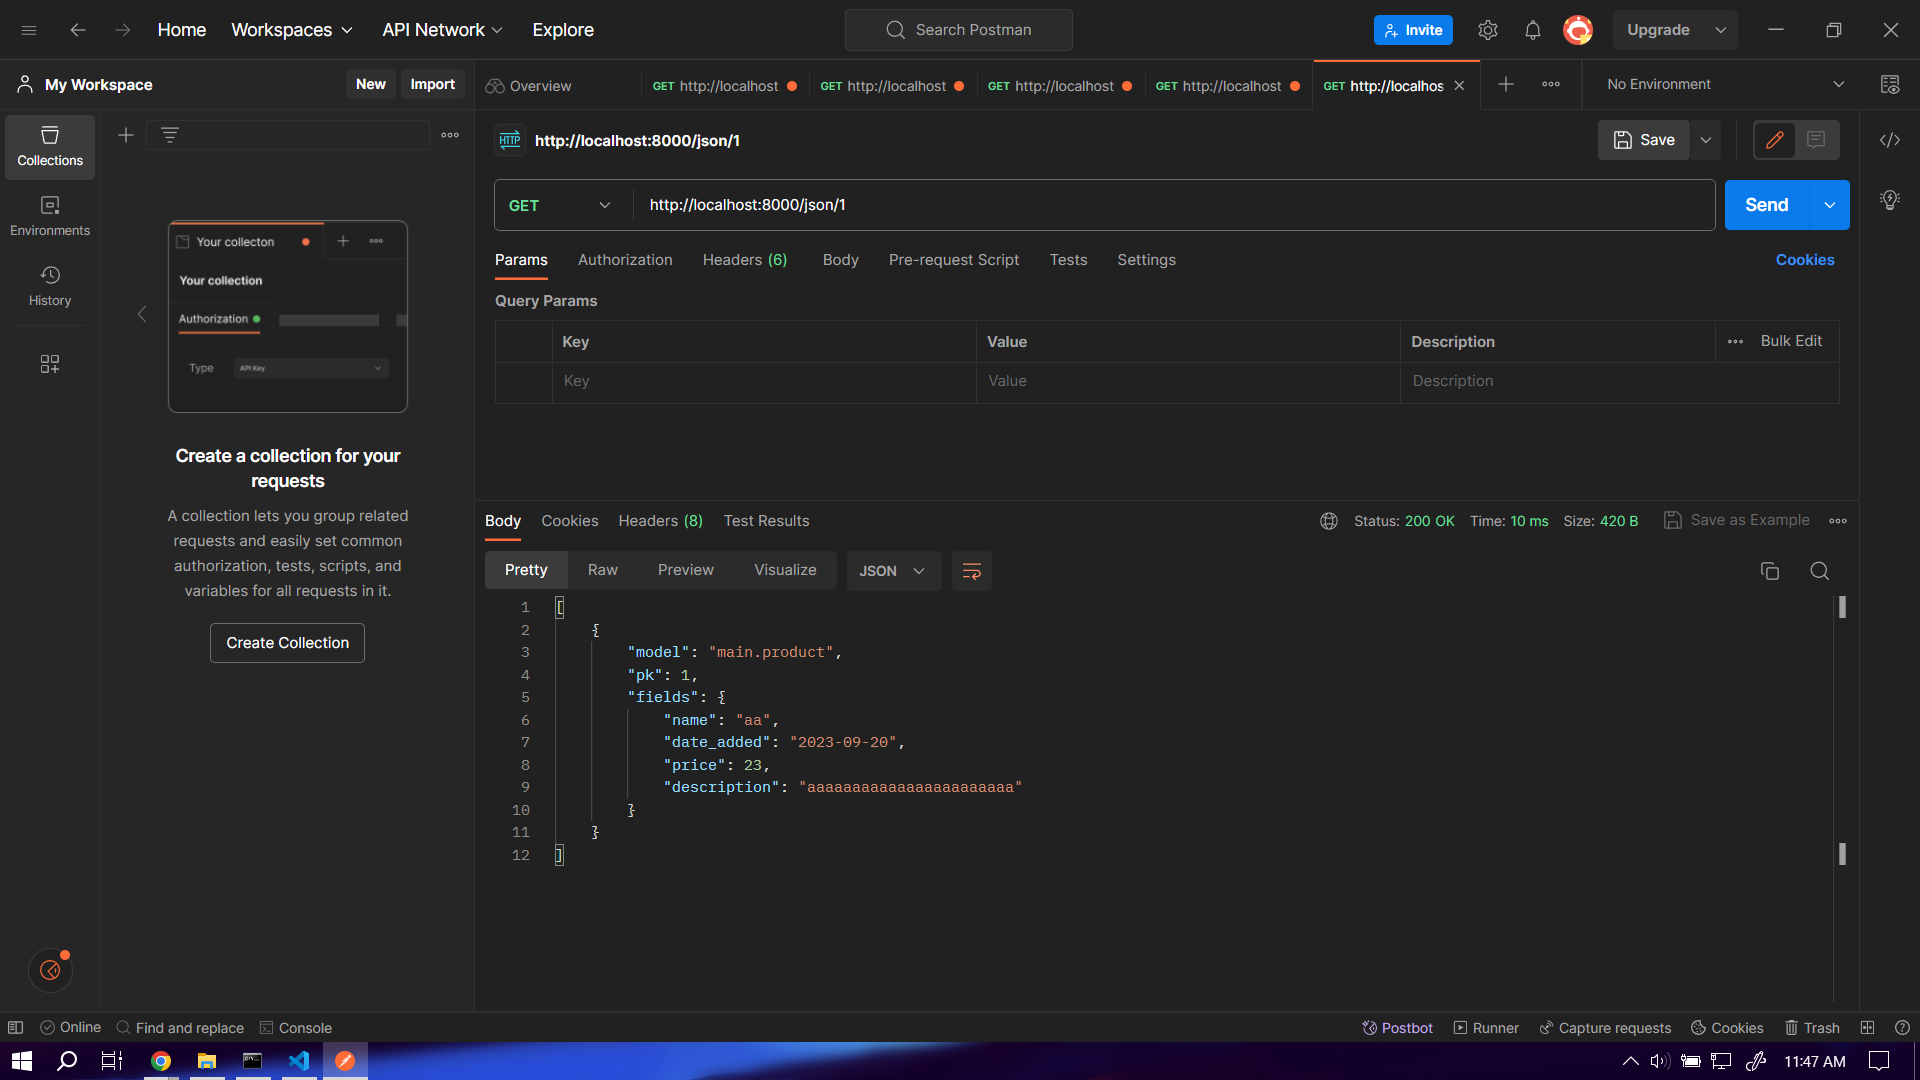 Home Workspaces API Network Explore Search Postman Invite Upgrade
My Workspace New Import Overview GET http://localhost GET http://localhost GET http://localhost GET http://localhost GET http://localhos No Environment
Collections
Environments
History
Your collecton
Your collection
Authorization
Type API Key
Create a collection for your
requests
A collection lets you group related
requests and easily set common
authorization, tests, scripts, and
variables for all requests in it.
Create Collection
HTTP http://localhost:8000/json/1 Save
GET http://localhost:8000/json/1 Send
Params Authorization Headers (6) Body Pre-request Script Tests Settings Cookies
Query Params
Key Value Description Bulk Edit
Key Value Description
Body Cookies Headers (8) Test Results Status: 200 OK Time: 10 ms Size: 420 B Save as Example
Pretty Raw Preview Visualize JSON
1 [
2 {
3 "model": "main.product",
4 "pk": 1,
5 "fields": {
6 "name": "aa",
7 "date_added": "2023-09-20",
8 "price": 23,
9 "description": "aaaaaaaaaaaaaaaaaaaaaaa"
10 }
11 }
12 ]
Online Find and replace Console Postbot Runner Capture requests Cookies Trash
11:47 AM